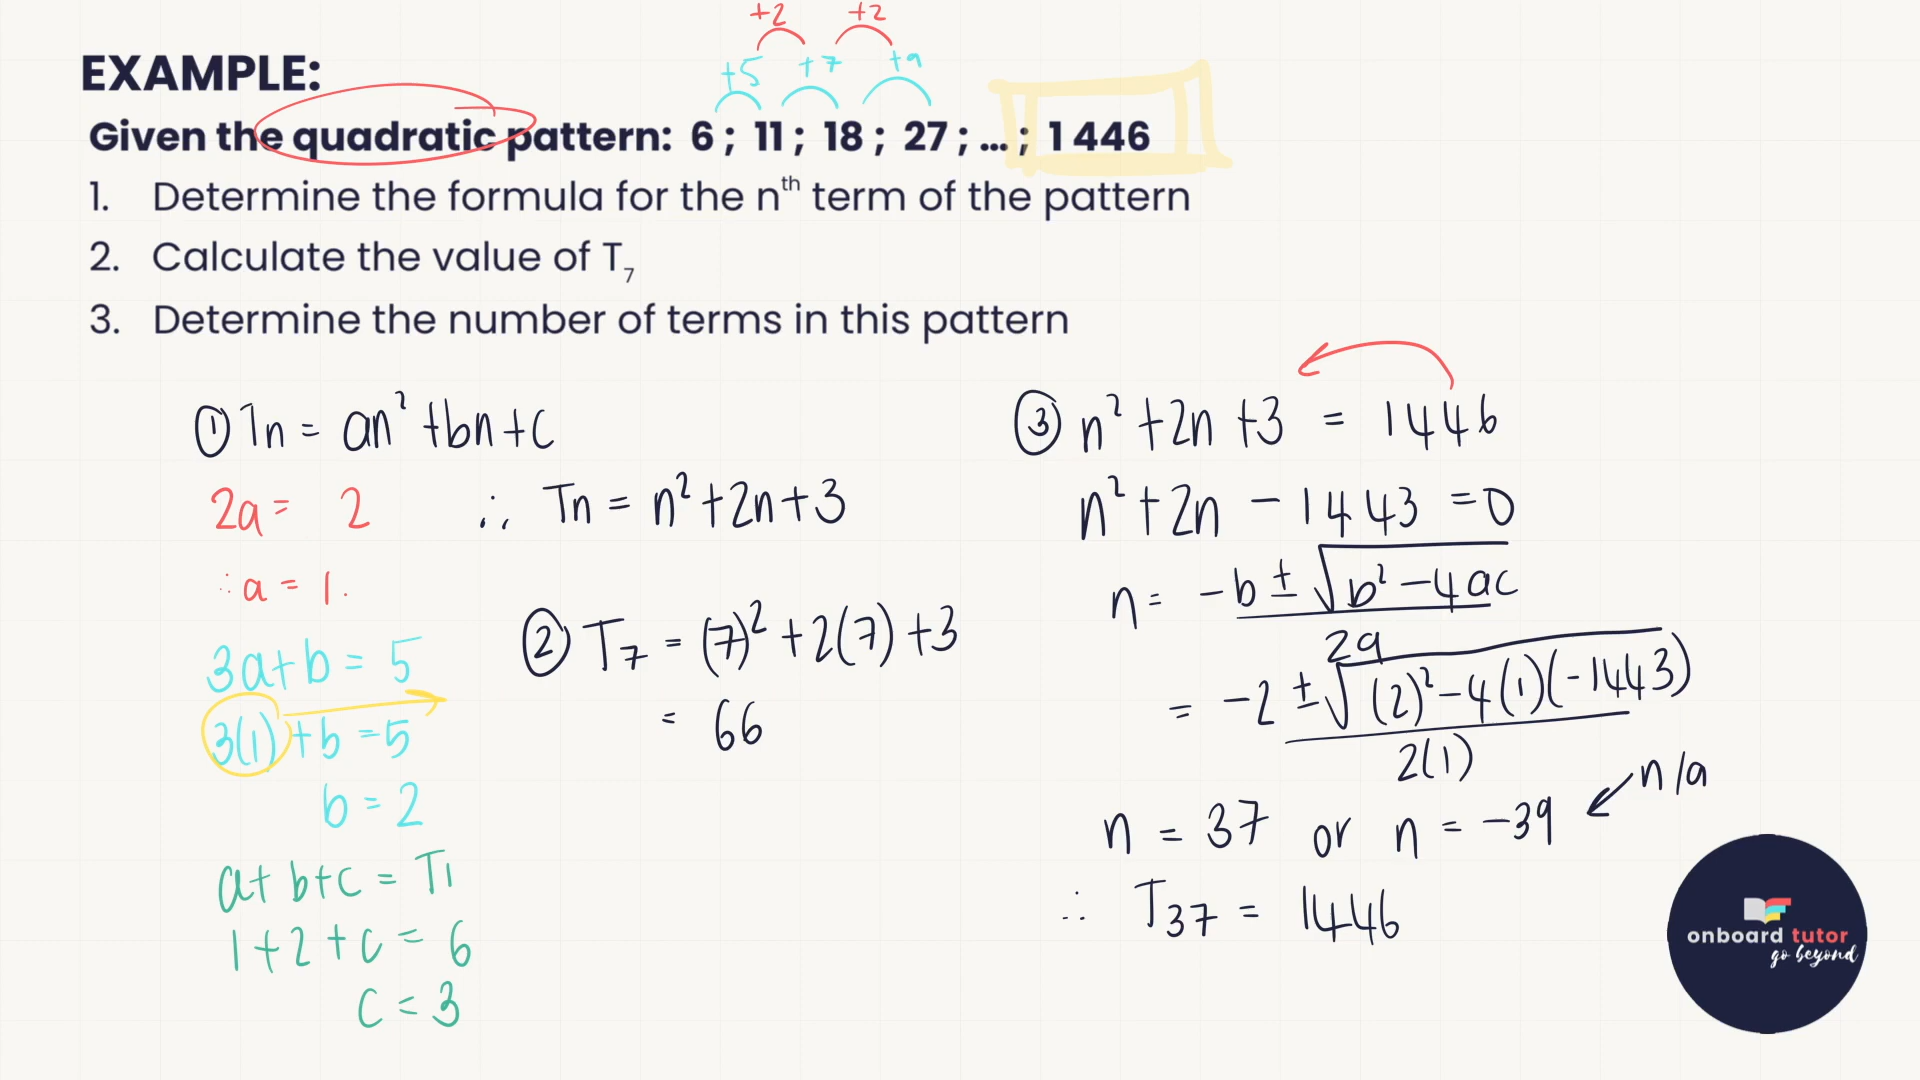 +2 +2
+5 +7 +9
EXAMPLE:
Given the quadratic pattern: 6 ; 11 ; 18 ; 27 ; ... ; 1 446
1. Determine the formula for the nth term of the pattern
2. Calculate the value of T₇
3. Determine the number of terms in this pattern
① Tn = an² + bn + c
2a = 2
∴ a = 1.
3a + b = 5
3(1) + b = 5
b = 2
a + b + c = T1
1 + 2 + c = 6
c = 3
∴ Tn = n² + 2n + 3
② T₇ = (7)² + 2(7) + 3
= 66
③ n² + 2n + 3 = 1446
n² + 2n − 1443 = 0
n = −b ± √b² − 4ac
2a
= −2 ± √(2)² − 4(1)(−1443)
2(1)
n = 37 or n = −39 n/a
∴ T₃₇ = 1446
onboard tutor
go beyond